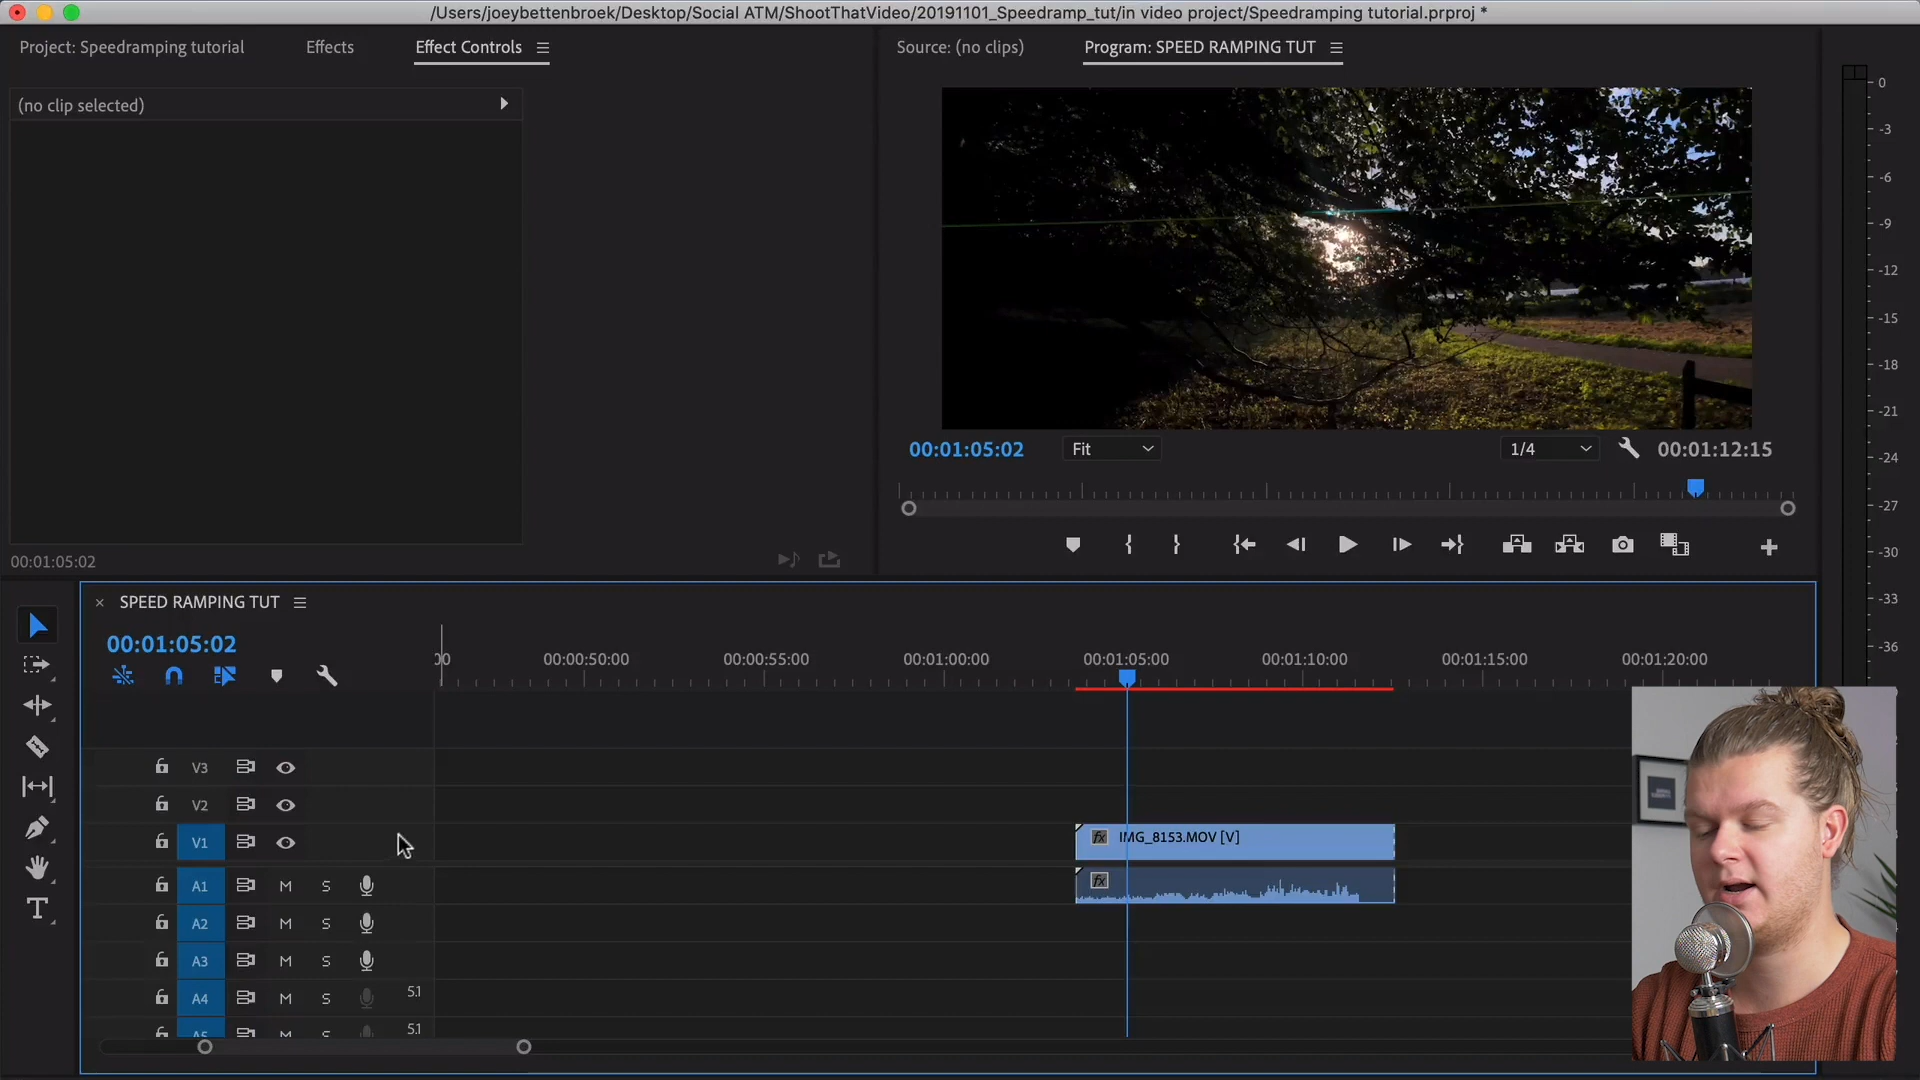 /Users/joeybettenbroek/Desktop/Social ATM/ShootThatVideo/20191101_Speedramp_tut/in video project/Speedramping tutorial.prproj *
Project: Speedramping tutorial
Effects
Effect Controls
Source: (no clips)
Program: SPEED RAMPING TUT
(no clip selected)
0
-3
-6
-9
-12
-15
-18
-21
-24
-27
-30
-33
-36
00:01:05:02
Fit
1/4
00:01:12:15
00:01:05:02
× SPEED RAMPING TUT
00:01:05:02
00
00:00:50:00
00:00:55:00
00:01:00:00
00:01:05:00
00:01:10:00
00:01:15:00
00:01:20:00
V3
V2
V1
fx IMG_8153.MOV [V]
A1 M S
fx
A2 M S
A3 M S
A4 M S 5.1
A5 M S 5.1
T